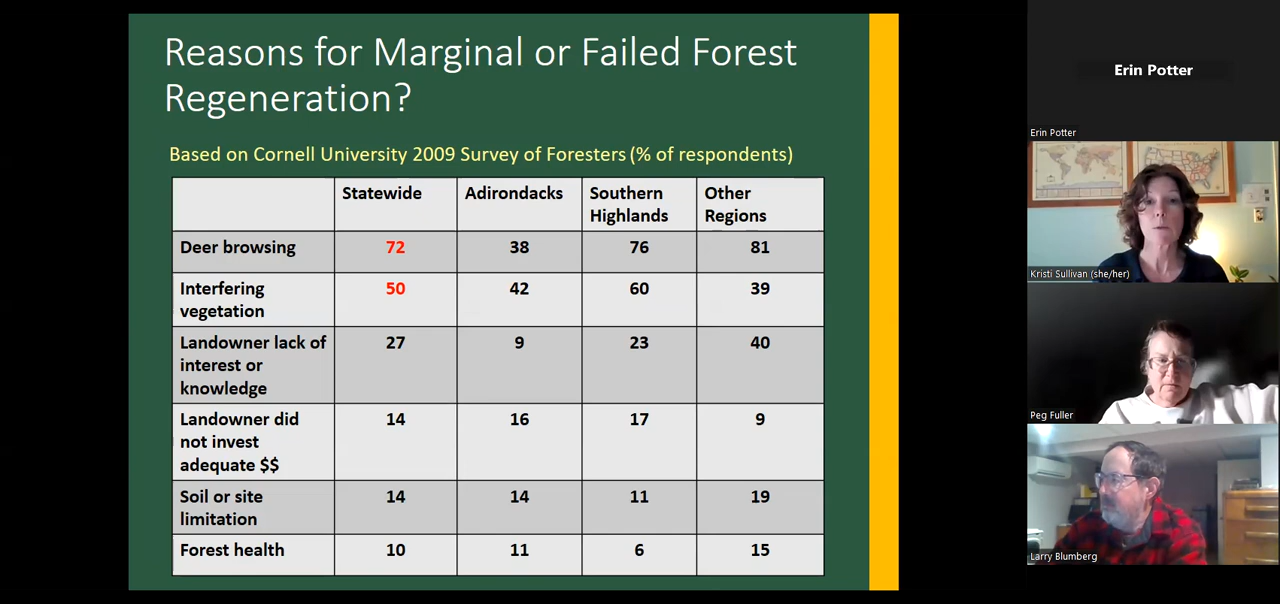 Reasons for Marginal or Failed Forest
Regeneration?
Based on Cornell University 2009 Survey of Foresters (% of respondents)
Statewide Adirondacks Southern Highlands Other Regions
Deer browsing 72 38 76 81
Interfering vegetation 50 42 60 39
Landowner lack of interest or knowledge 27 9 23 40
Landowner did not invest adequate $$ 14 16 17 9
Soil or site limitation 14 14 11 19
Forest health 10 11 6 15
Erin Potter
Erin Potter
Kristi Sullivan (she/her)
Peg Fuller
Larry Blumberg